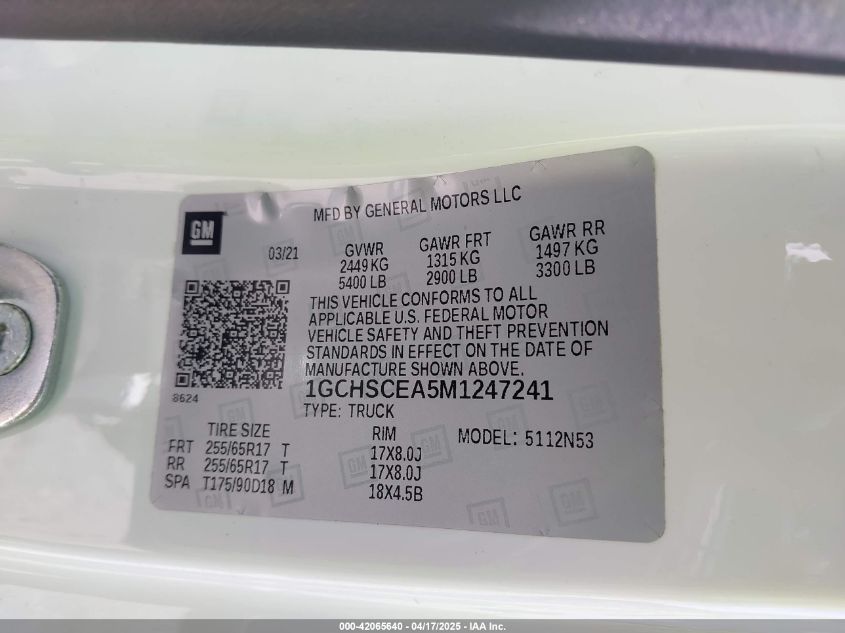 MFD BY GENERAL MOTORS LLC
GM
03/21
GVWR GAWR FRT GAWR RR
2449 KG 1315 KG 1497 KG
5400 LB 2900 LB 3300 LB
THIS VEHICLE CONFORMS TO ALL
APPLICABLE U.S. FEDERAL MOTOR
VEHICLE SAFETY AND THEFT PREVENTION
STANDARDS IN EFFECT ON THE DATE OF
MANUFACTURE SHOWN ABOVE.
8624
1GCHSCEA5M1247241
TYPE: TRUCK
TIRE SIZE RIM MODEL: 5112N53
FRT 255/65R17 T 17X8.0J
RR 255/65R17 T 17X8.0J
SPA T175/90D18 M 18X4.5B
000-42065640 - 04/17/2025 - IAA Inc.